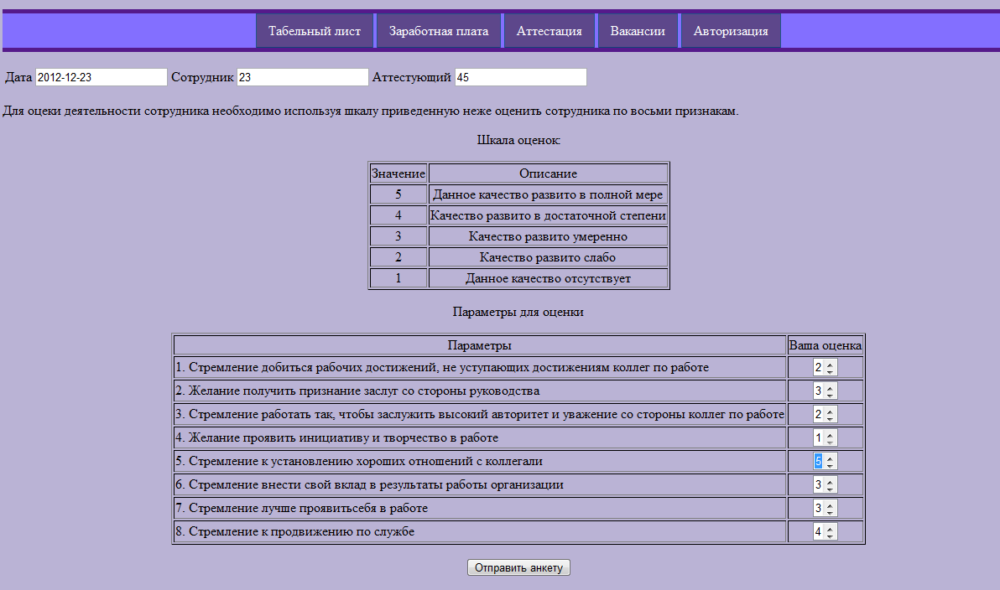 Табельный лист Заработная плата Аттестация Вакансии Авторизация
Дата 2012-12-23 Сотрудник 23 Аттестующий 45
Для оцеки деятельности сотрудника необходимо используя шкалу приведенную неже оценить сотрудника по восьми признакам.
Шкала оценок:
Значение Описание
5 Данное качество развито в полной мере
4 Качество развито в достаточной степени
3 Качество развито умеренно
2 Качество развито слабо
1 Данное качество отсутствует
Параметры для оценки
Параметры Ваша оценка
1. Стремление добиться рабочих достижений, не уступающих достижениям коллег по работе 2
2. Желание получить признание заслуг со стороны руководства 3
3. Стремление работать так, чтобы заслужить высокий авторитет и уважение со стороны коллег по работе 2
4. Желание проявить инициативу и творчество в работе 1
5. Стремление к установлению хороших отношений с коллегали 5
6. Стремление внести свой вклад в результаты работы организации 3
7. Стремление лучше проявитьсебя в работе 3
8. Стремление к продвижению по службе 4
Отправить анкету